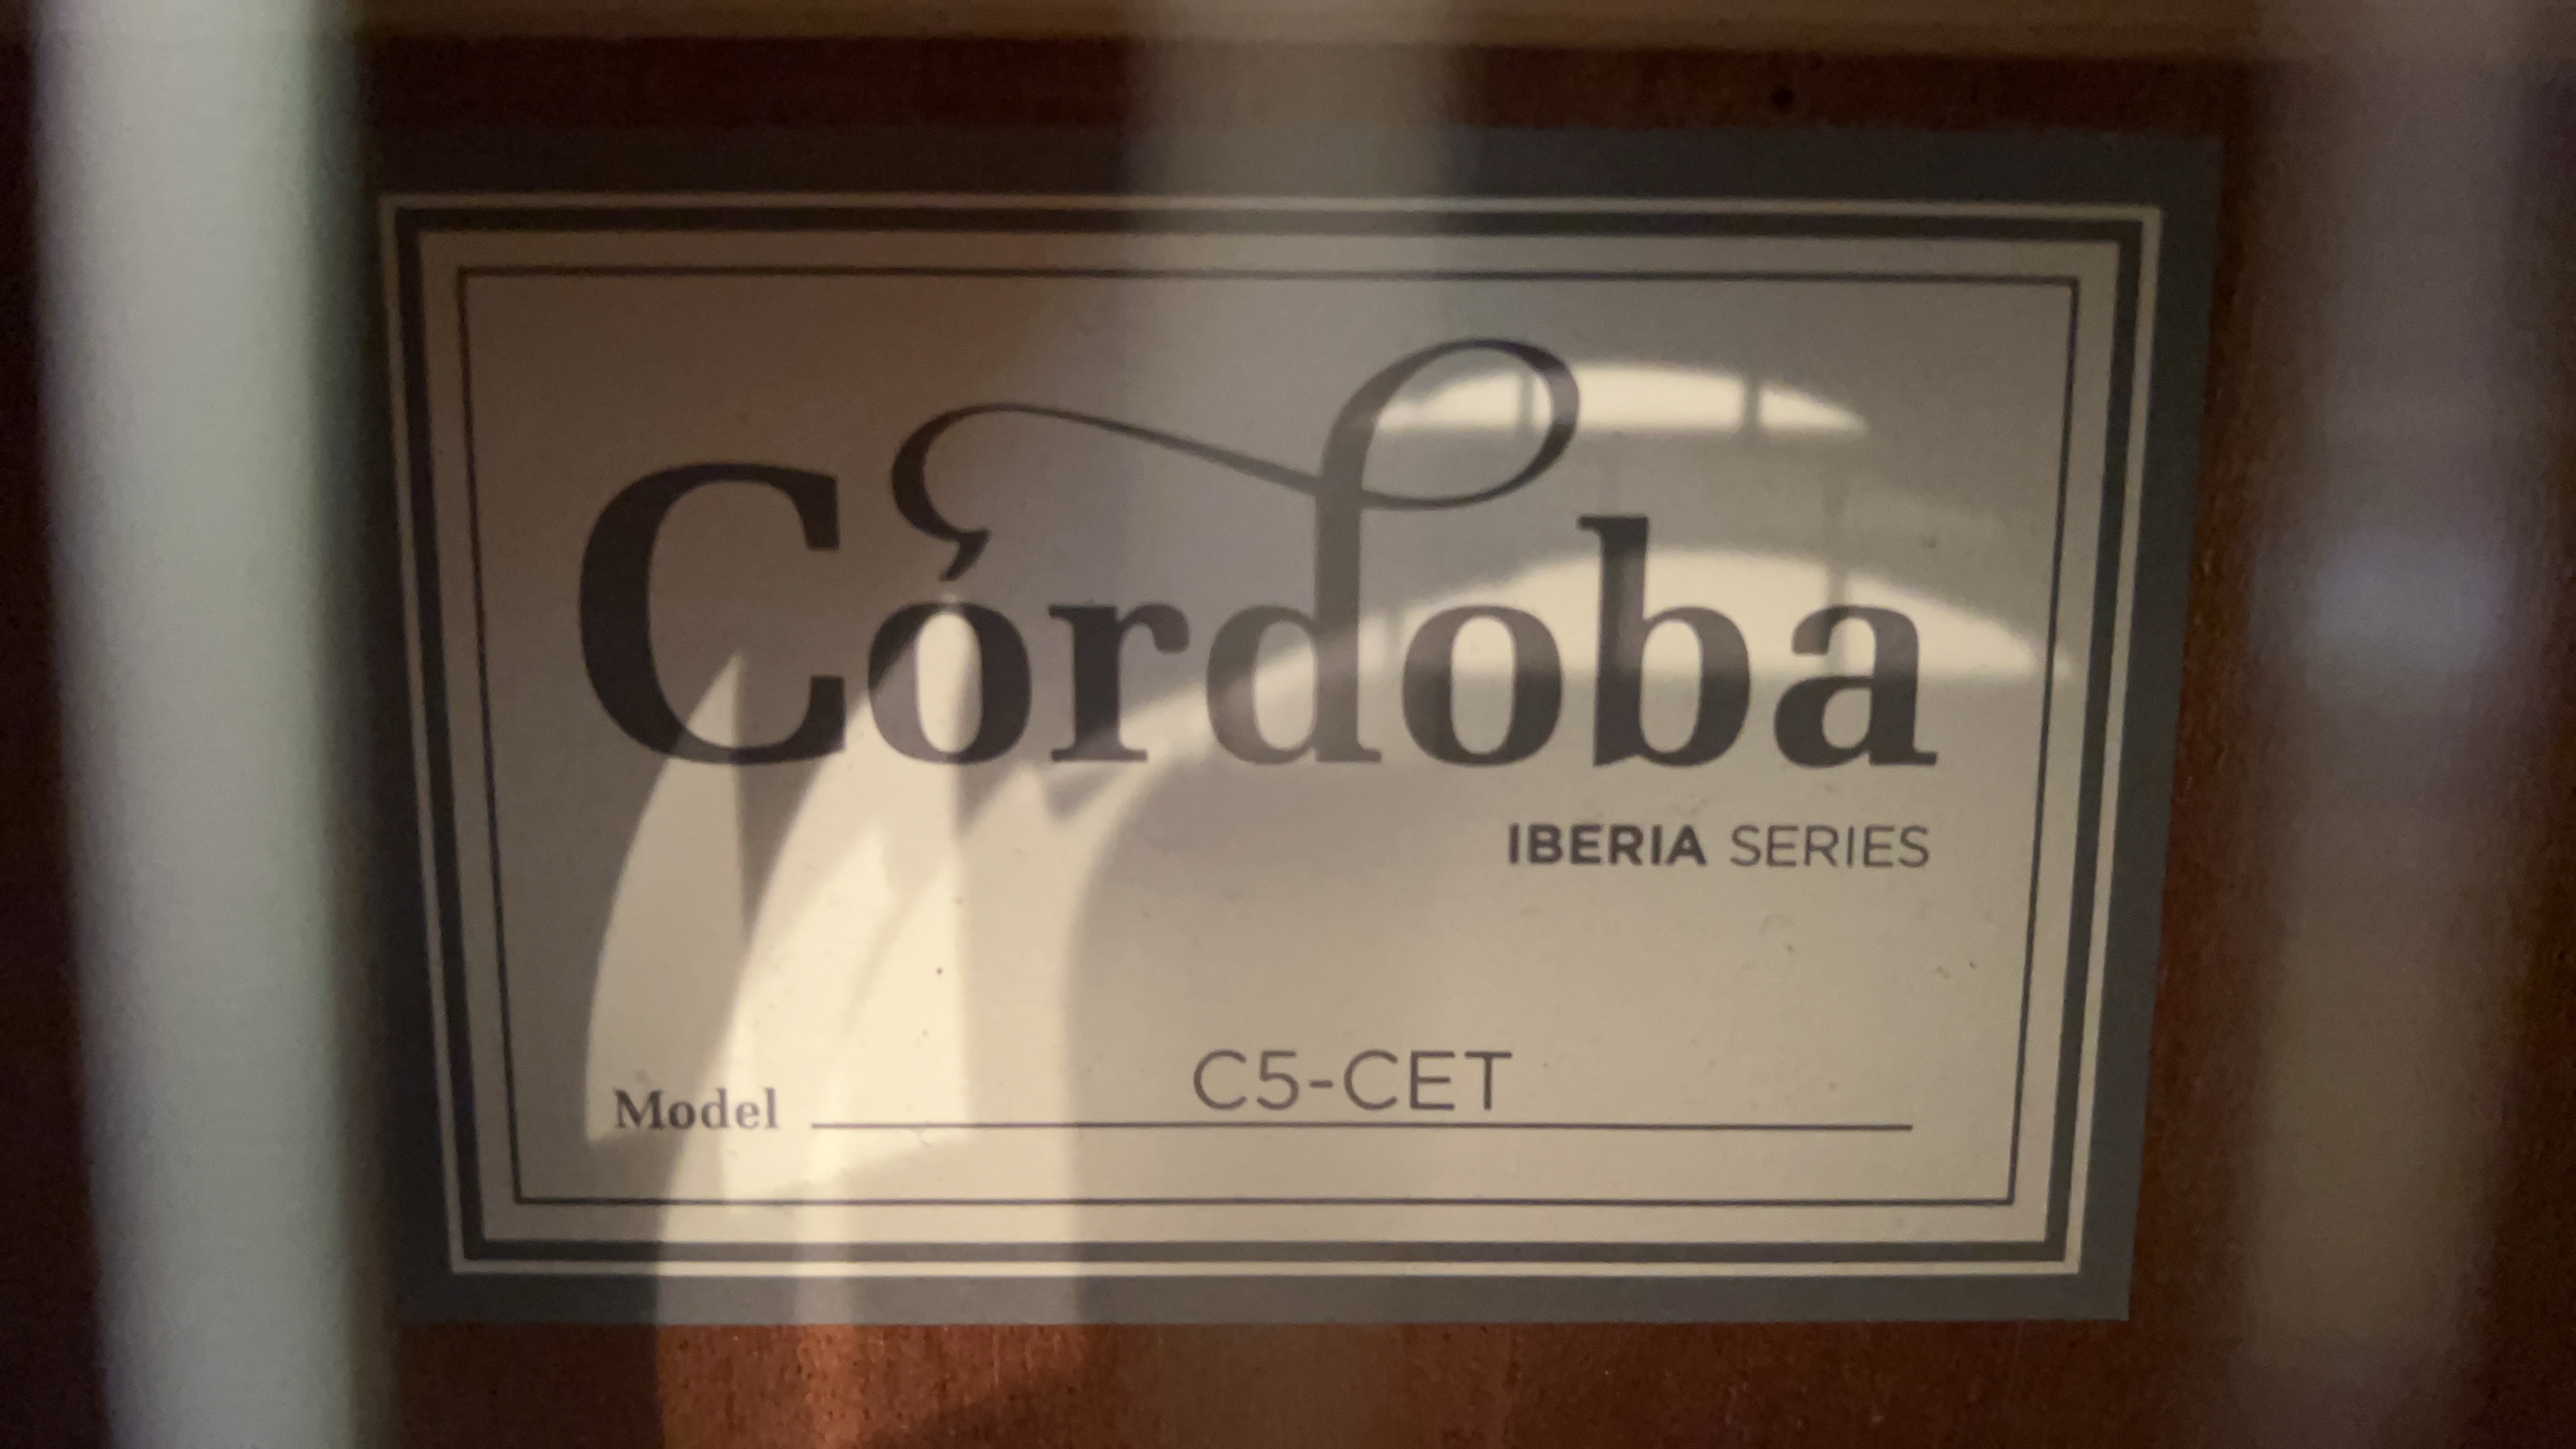 Córdoba
IBERIA SERIES
Model C5-CET